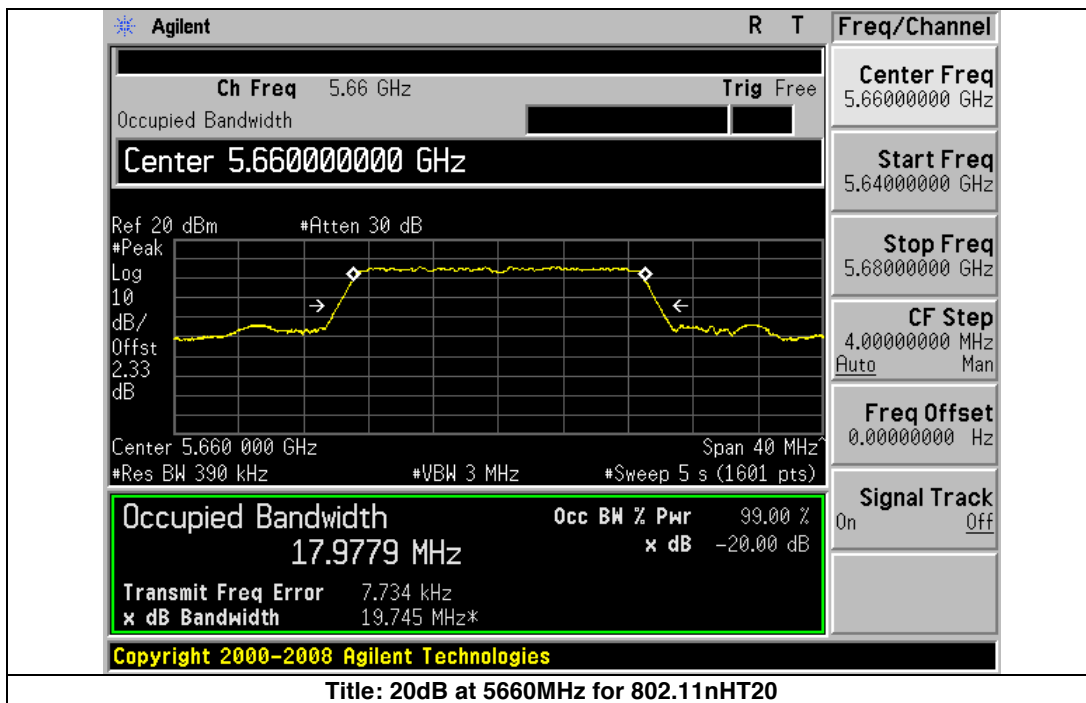 Agilent R T
Freq/Channel
Ch Freq 5.66 GHz Trig Free
Occupied Bandwidth
Center 5.660000000 GHz
Ref 20 dBm #Atten 30 dB
#Peak
Log
10
dB/
Offst
2.33
dB
Center 5.660 000 GHz Span 40 MHz^
#Res BW 390 kHz #VBW 3 MHz #Sweep 5 s (1601 pts)
Occupied Bandwidth Occ BW % Pwr 99.00 %
17.9779 MHz x dB -20.00 dB
Transmit Freq Error 7.734 kHz
x dB Bandwidth 19.745 MHz*
Copyright 2000-2008 Agilent Technologies
Center Freq
5.66000000 GHz
Start Freq
5.64000000 GHz
Stop Freq
5.68000000 GHz
CF Step
4.00000000 MHz
Auto Man
Freq Offset
0.00000000 Hz
Signal Track
On Off
Title: 20dB at 5660MHz for 802.11nHT20